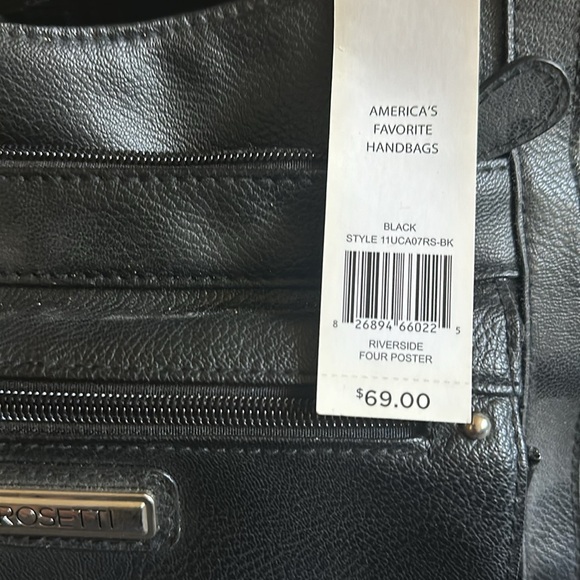 AMERICA'S
FAVORITE
HANDBAGS
BLACK
STYLE 11UCA07RS-BK
8 26894 66022 5
RIVERSIDE
FOUR POSTER
$69.00
ROSETTI